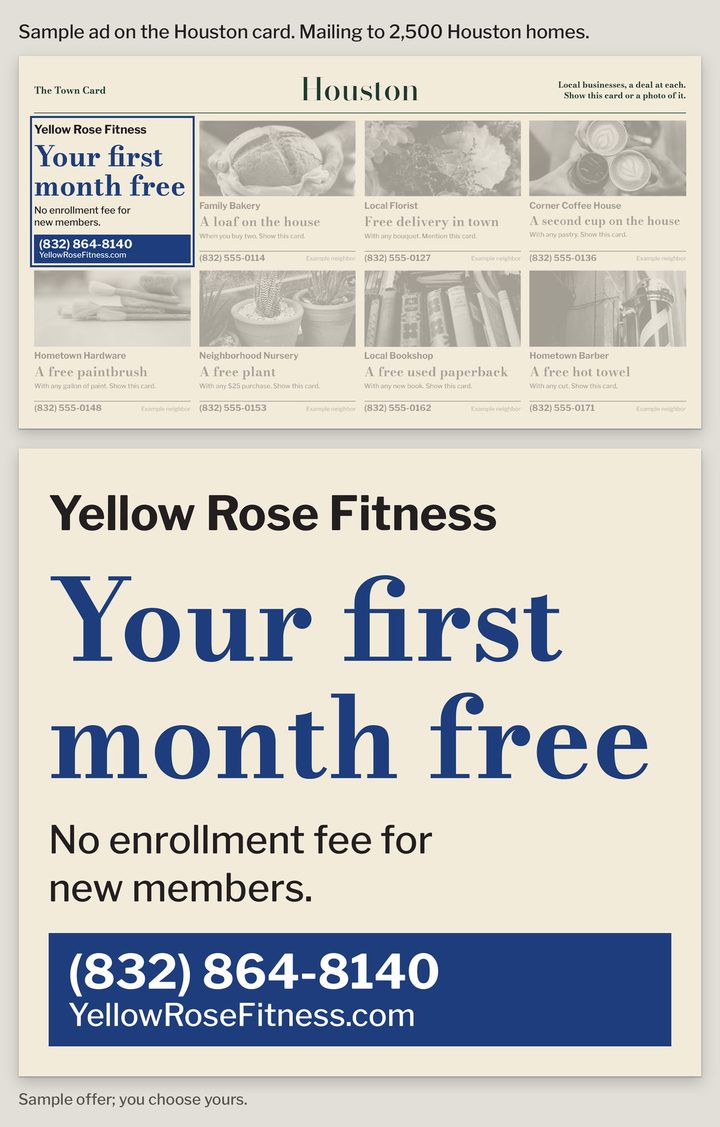 Sample ad on the Houston card. Mailing to 2,500 Houston homes.
The Town Card
Houston
Local businesses, a deal at each.
Show this card or a photo of it.
Yellow Rose Fitness
Your first
month free
No enrollment fee for
new members.
(832) 864-8140
YellowRoseFitness.com
Family Bakery
A loaf on the house
When you buy two. Show this card.
(832) 555-0114
Example neighbor
Local Florist
Free delivery in town
With any bouquet. Mention this card.
(832) 555-0127
Example neighbor
Corner Coffee House
A second cup on the house
With any pastry. Show this card.
(832) 555-0136
Example neighbor
Hometown Hardware
A free paintbrush
With any gallon of paint. Show this card.
(832) 555-0148
Example neighbor
Neighborhood Nursery
A free plant
With any $25 purchase. Show this card.
(832) 555-0153
Example neighbor
Local Bookshop
A free used paperback
With any new book. Show this card.
(832) 555-0162
Example neighbor
Hometown Barber
A free hot towel
With any cut. Show this card.
(832) 555-0171
Example neighbor
Yellow Rose Fitness
Your first
month free
No enrollment fee for
new members.
(832) 864-8140
YellowRoseFitness.com
Sample offer; you choose yours.